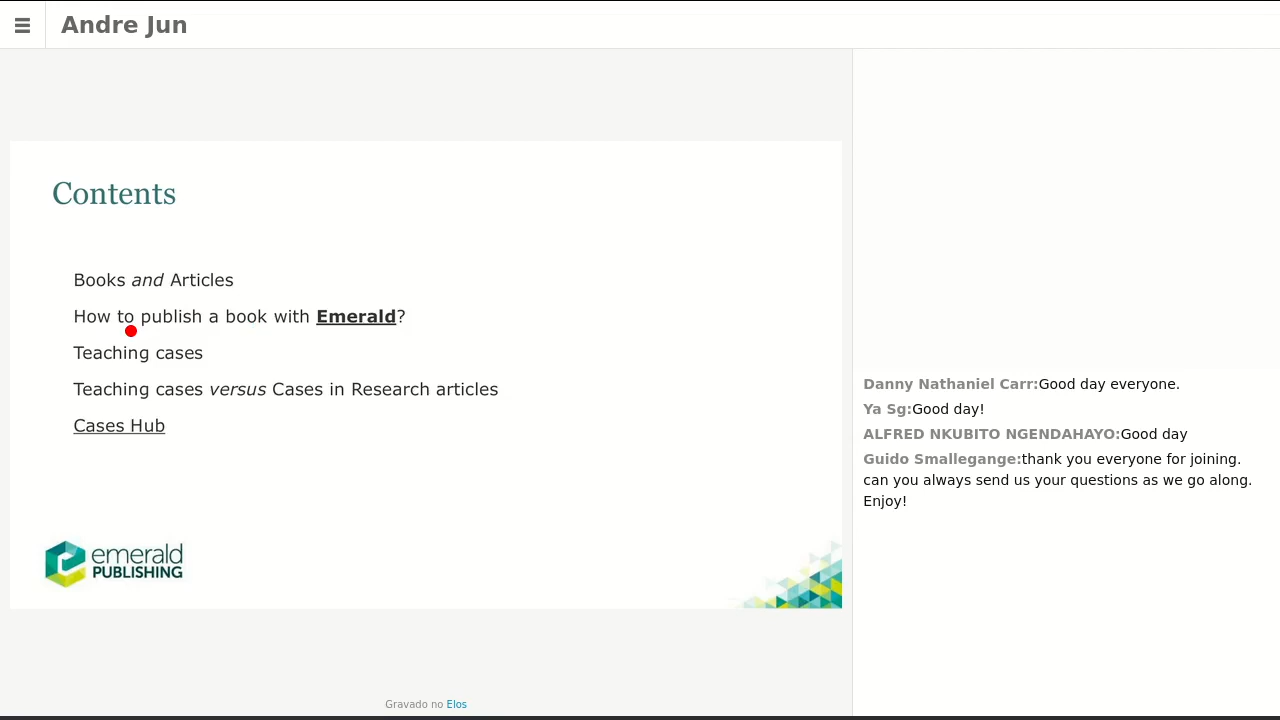 Andre Jun
Contents
Books and Articles
How to publish a book with Emerald?
Teaching cases
Teaching cases versus Cases in Research articles
Cases Hub
emerald
PUBLISHING
Gravado no Elos
Danny Nathaniel Carr:Good day everyone.
Ya Sg:Good day!
ALFRED NKUBITO NGENDAHAYO:Good day
Guido Smallegange:thank you everyone for joining.
can you always send us your questions as we go along.
Enjoy!